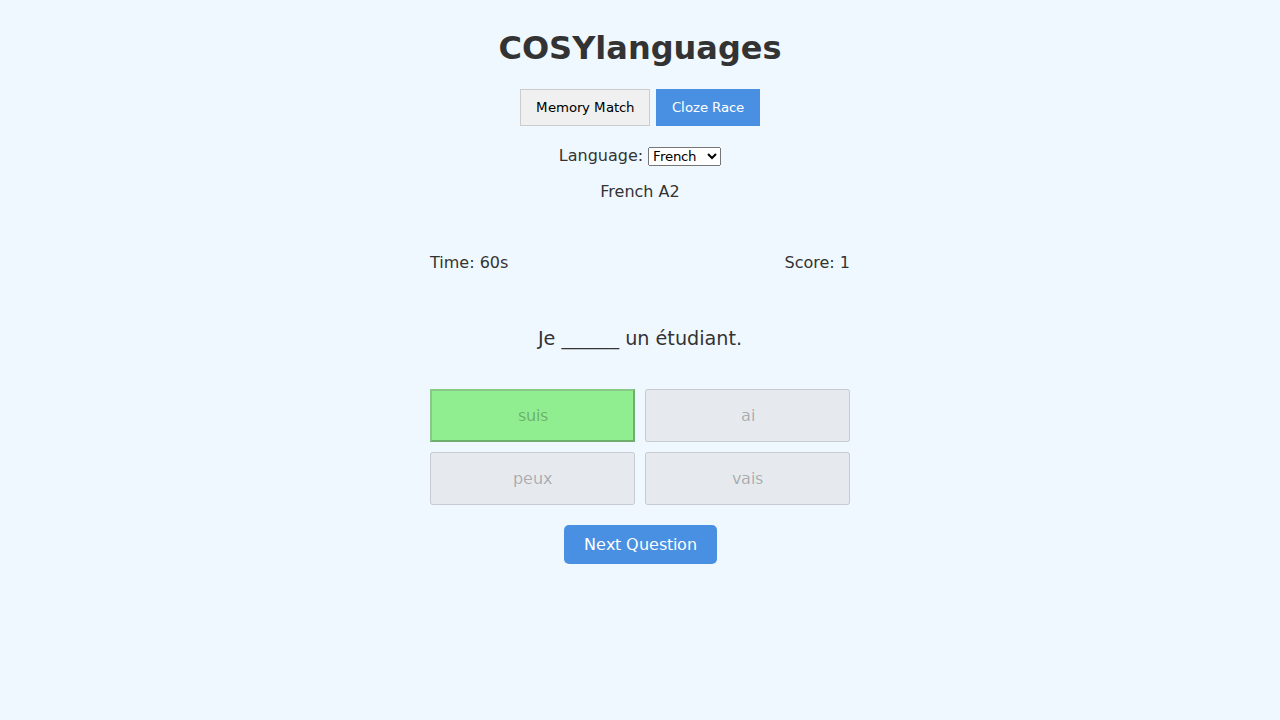 COSYlanguages
Memory Match Cloze Race
Language: French
French A2
Time: 60s Score: 1
Je ______ un étudiant.
suis ai
peux vais
Next Question